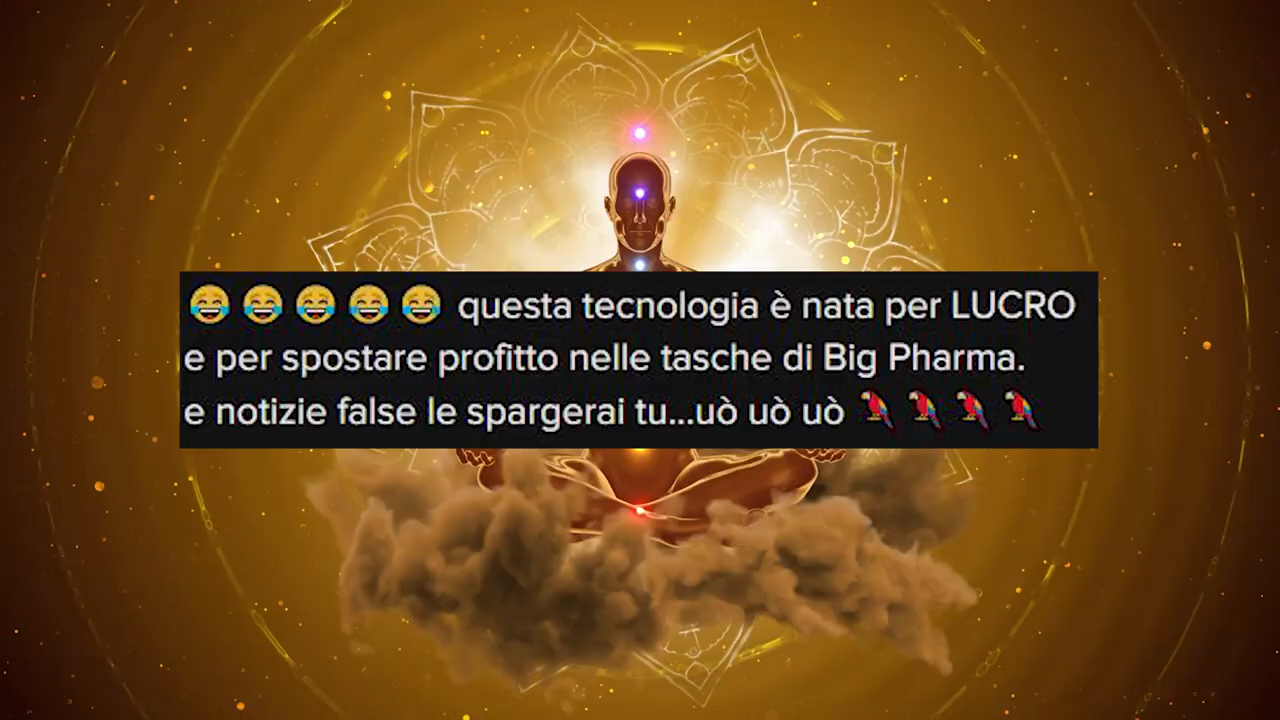 😂 😂 😂 😂 😂 questa tecnologia è nata per LUCRO
e per spostare profitto nelle tasche di Big Pharma.
e notizie false le spargerai tu...uò uò uò 🦜 🦜 🦜 🦜